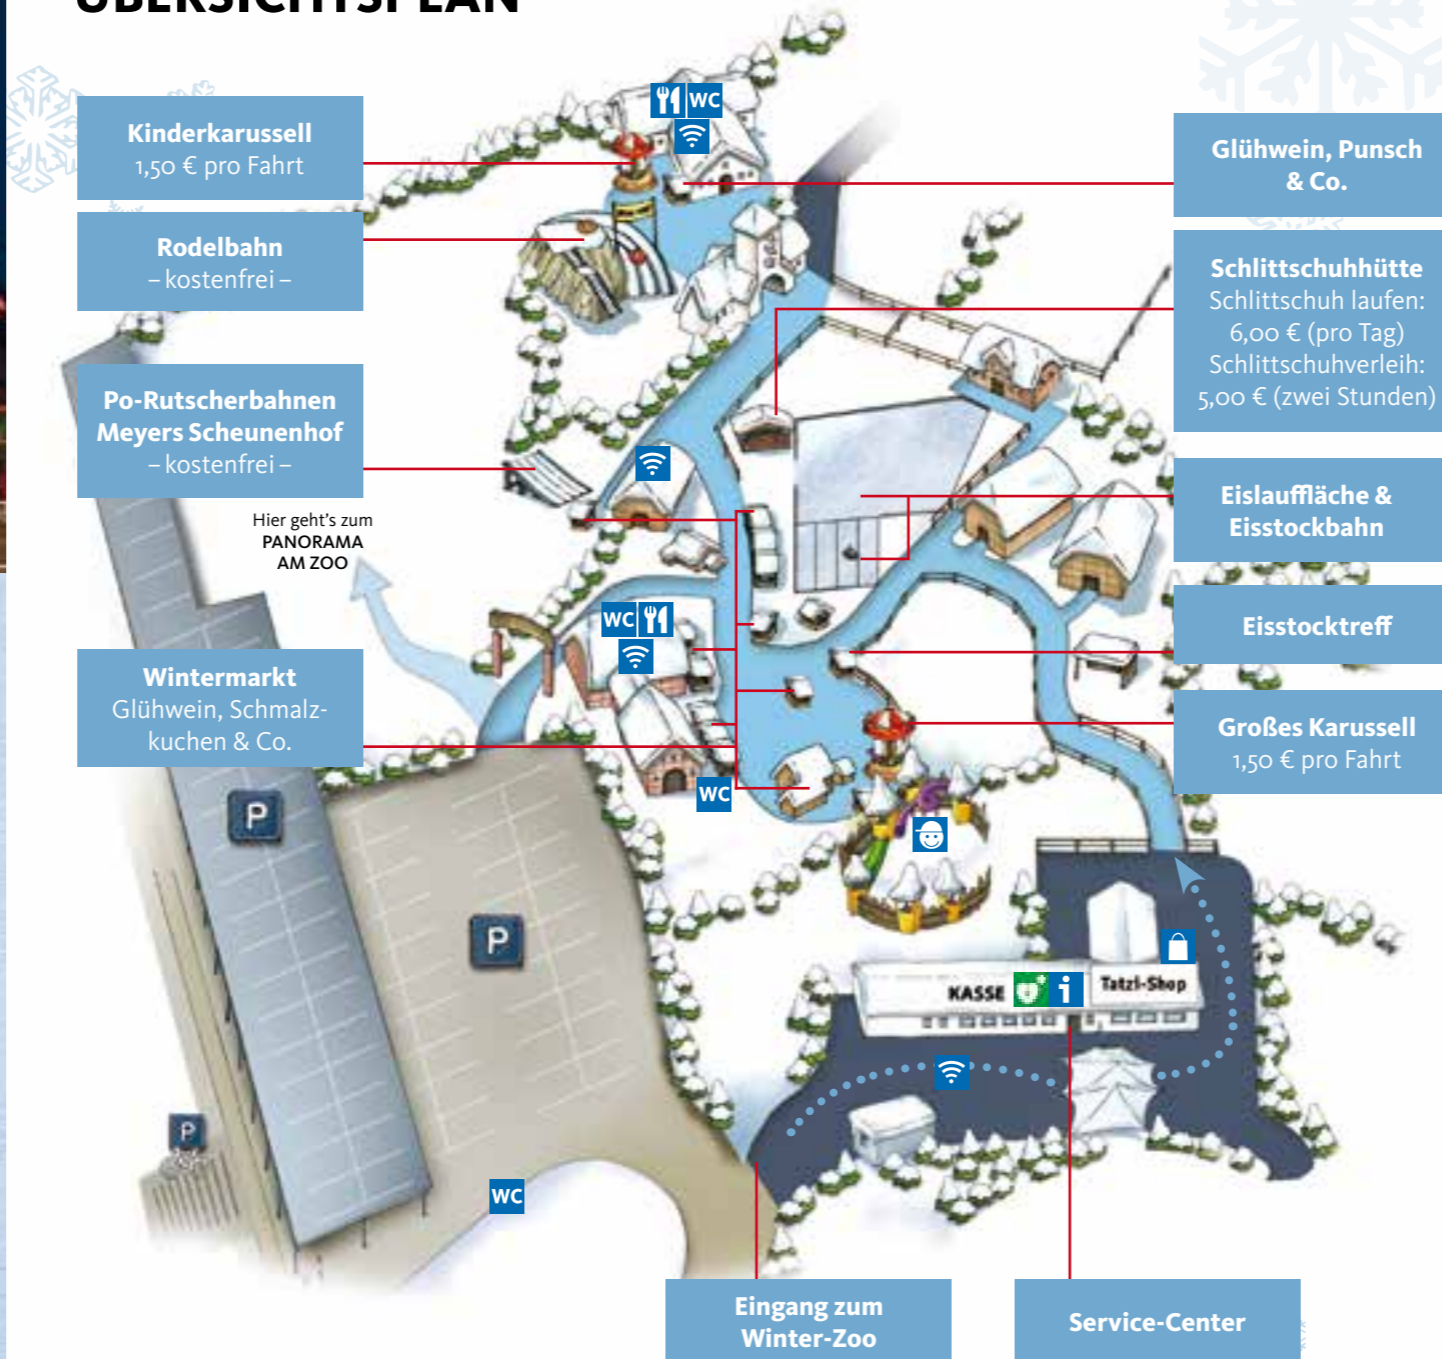 ÜBERSICHTSPLAN
Kinderkarussell
1,50 € pro Fahrt
Rodelbahn
– kostenfrei –
Po-Rutscherbahnen
Meyers Scheunenhof
– kostenfrei –
Hier geht's zum
PANORAMA
AM ZOO
Wintermarkt
Glühwein, Schmalz-
kuchen & Co.
WC
Glühwein, Punsch
& Co.
Schlittschuhhütte
Schlittschuh laufen:
6,00 € (pro Tag)
Schlittschuhverleih:
5,00 € (zwei Stunden)
Eislauffläche &
Eisstockbahn
Eisstocktreff
Großes Karussell
1,50 € pro Fahrt
WC
WC
P
P
P
WC
KASSE
i
Tatzi-Shop
Eingang zum
Winter-Zoo
Service-Center